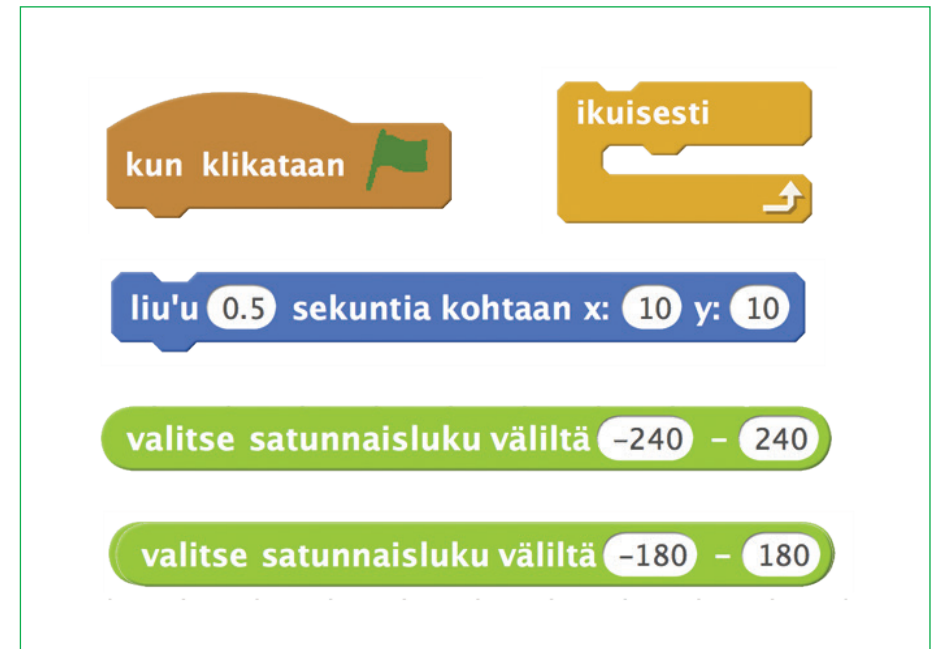 kun klikataan
ikuisesti
liu'u 0.5 sekuntia kohtaan x: 10 y: 10
valitse satunnaisluku väliltä -240 - 240
valitse satunnaisluku väliltä -180 - 180